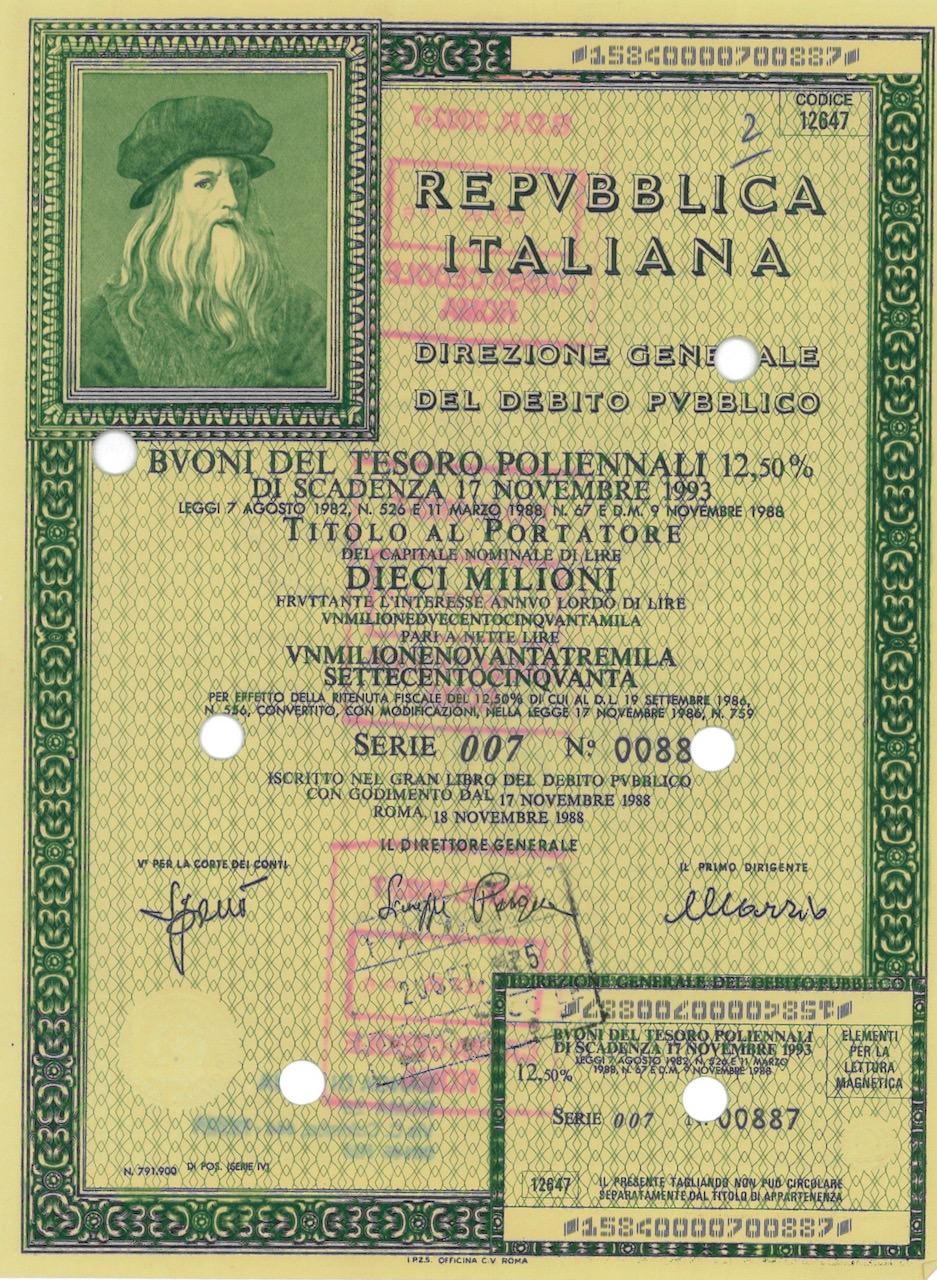 158400000700887
CODICE
12647
2
REPVBBLICA
ITALIANA
DIREZIONE GENE ALE
DEL DEBITO PVBBLICO
BVONI DEL TESORO POLIENNALI 12,50%
DI SCADENZA 17 NOVEMBRE 1993
LEGGI 7 AGOSTO 1982, N. 526 E 11 MARZO 1988, N. 67 E D.M. 9 NOVEMBRE 1988
TITOLO AL PORTATORE
DEL CAPITALE NOMINALE DI LIRE
DIECI MILIONI
FRVTTANTE L'INTERESSE ANNVO LORDO DI LIRE
VNMILIONEDVECENTOCINQVANTAMILA
PARI A NETTE LIRE
VNMILIONENOVANTATREMILA
SETTECENTOCINQVANTA
PER EFFETTO DELLA RITENUTA FISCALE DEL 12,50% DI CUI AL D.L. 19 SETTEMBRE 1986,
N. 556, CONVERTITO, CON MODIFICAZIONI, NELLA LEGGE 17 NOVEMBRE 1986, N. 759
SERIE 007 Nº 0088
ISCRITTO NEL GRAN LIBRO DEL DEBITO PVBBLICO
CON GODIMENTO DAL 17 NOVEMBRE 1988
ROMA, 18 NOVEMBRE 1988
IL DIRETTORE GENERALE
Vº PER LA CORTE DEI CONTI
IL PRIMO DIRIGENTE
DIREZIONE GENERALE DEL DEBITO PUBBLICO
BVONI DEL TESORO POLIENNALI
DI SCADENZA 17 NOVEMBRE 1993
LEGGI 7 AGOSTO 1982, N. 526 E 11 MARZO
1988, N. 67 E D.M. 9 NOVEMBRE 1988
12,50%
ELEMENTI
PER LA
LETTURA
MAGNETICA
SERIE 007 N. 00887
N. 791.900 DI POS. (SERIE IV)
12647
IL PRESENTE TAGLIANDO NON PUÒ CIRCOLARE
SEPARATAMENTE DAL TITOLO DI APPARTENENZA
158400000700887
I.P.Z.S. OFFICINA C.V. ROMA